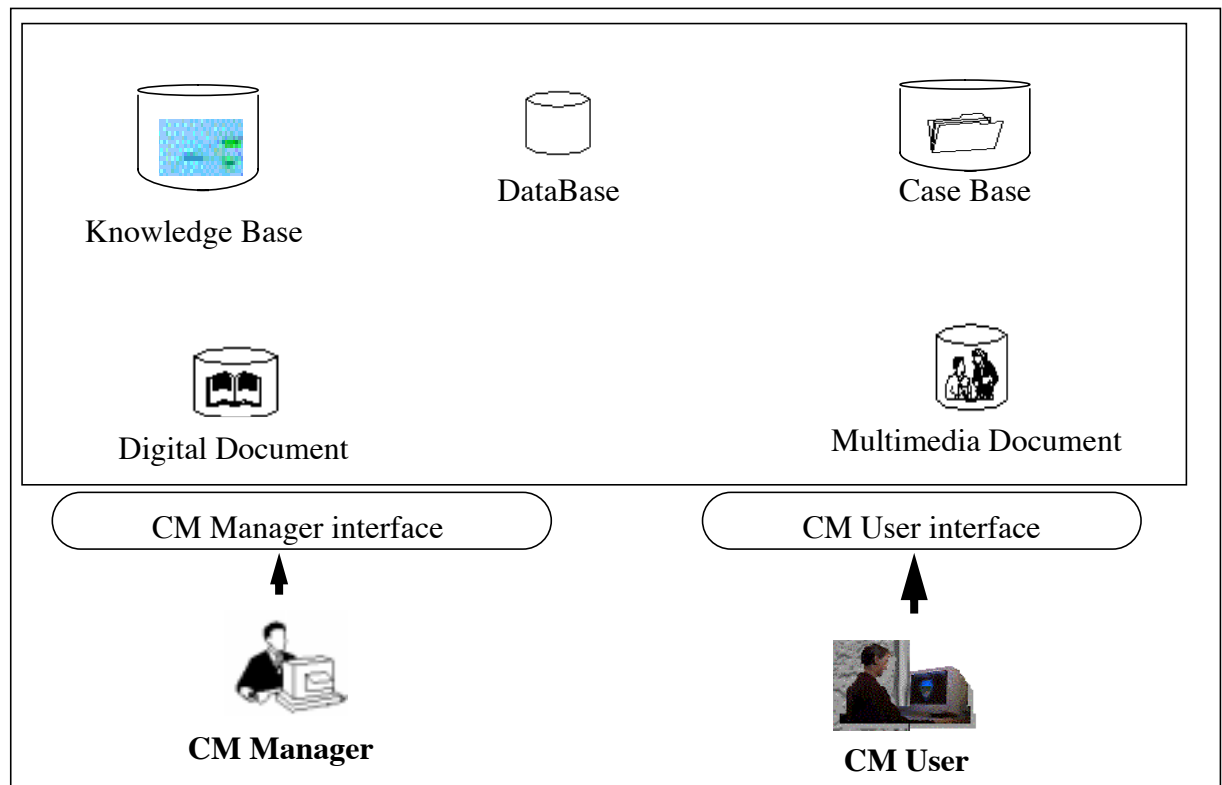 DataBase
Case Base
Knowledge Base
Digital Document
Multimedia Document
CM Manager interface
CM User interface
CM Manager
CM User